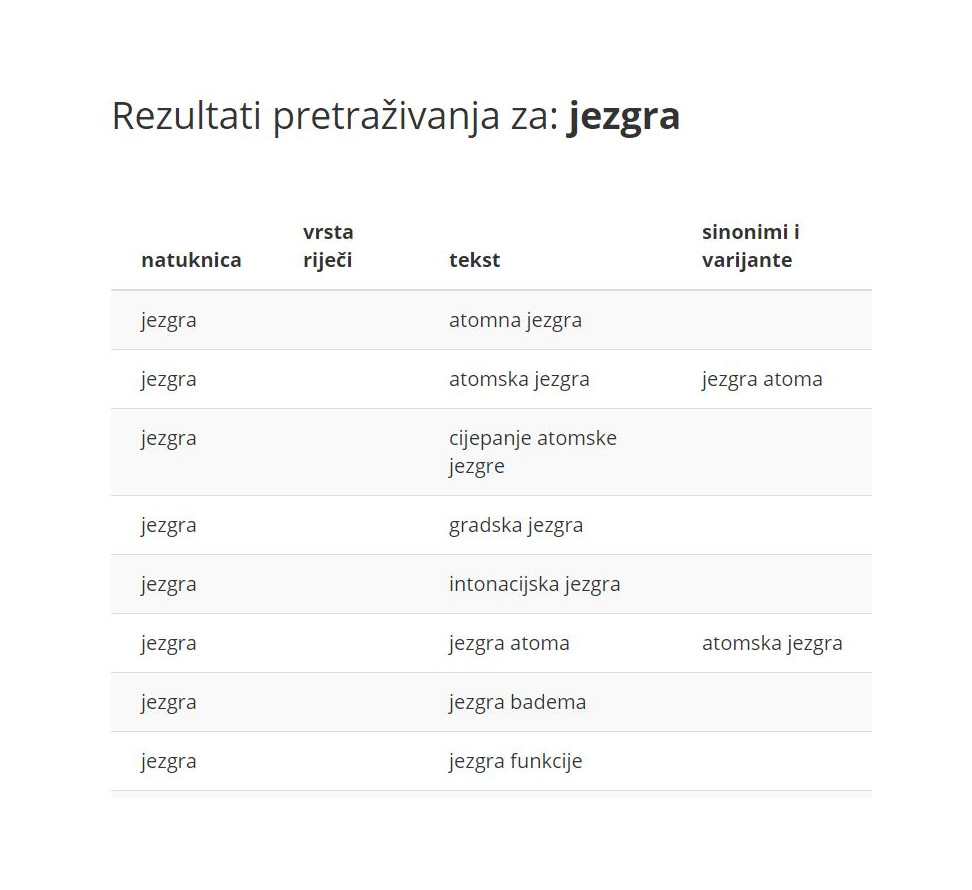 Rezultati pretraživanja za: jezgra
natuknica vrsta riječi tekst sinonimi i varijante
jezgra atomna jezgra
jezgra atomska jezgra jezgra atoma
jezgra cijepanje atomske
jezgre
jezgra gradska jezgra
jezgra intonacijska jezgra
jezgra jezgra atoma atomska jezgra
jezgra jezgra badema
jezgra jezgra funkcije